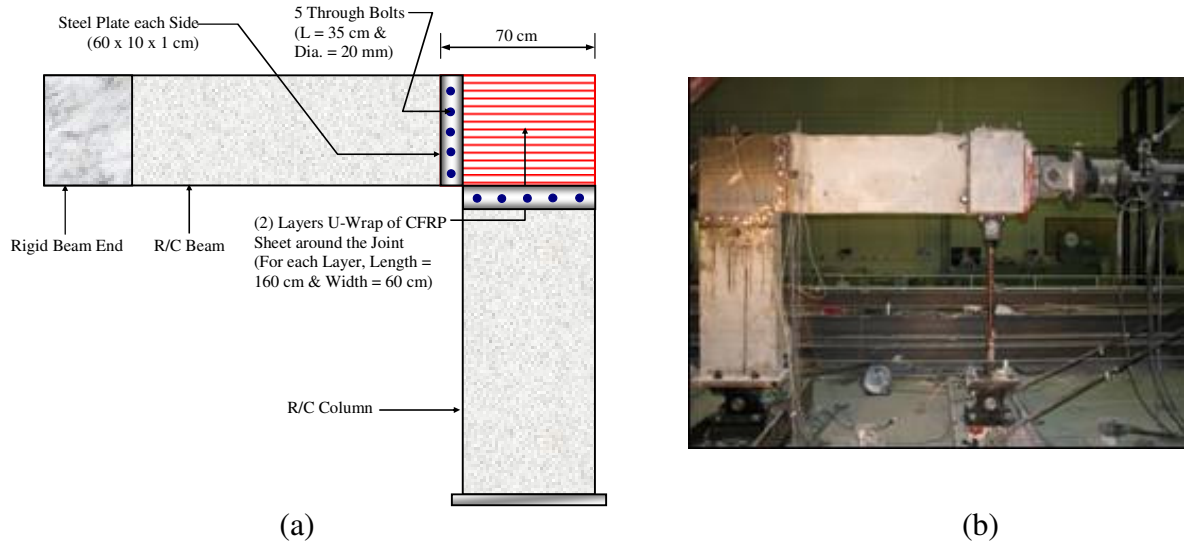 Steel Plate each Side
(60 x 10 x 1 cm)
5 Through Bolts
(L = 35 cm &
Dia. = 20 mm)
70 cm
Rigid Beam End
R/C Beam
(2) Layers U-Wrap of CFRP
Sheet around the Joint
(For each Layer, Length =
160 cm & Width = 60 cm)
R/C Column
(a)
(b)